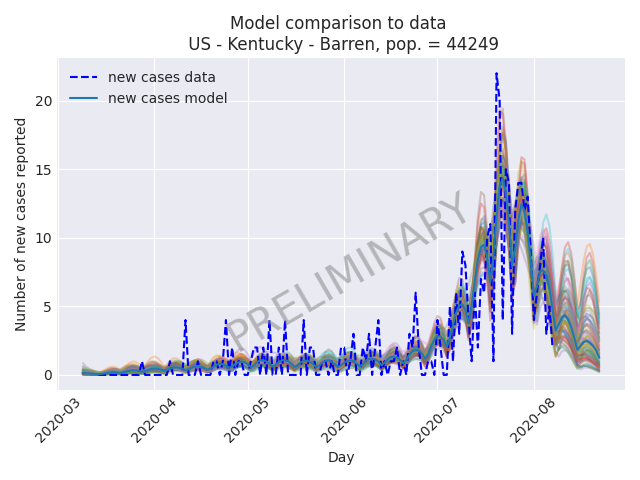 Model comparison to data
US - Kentucky - Barren, pop. = 44249
new cases data
new cases model
Number of new cases reported
20
15
10
5
0
PRELIMINARY
2020-03
2020-04
2020-05
2020-06
2020-07
2020-08
Day